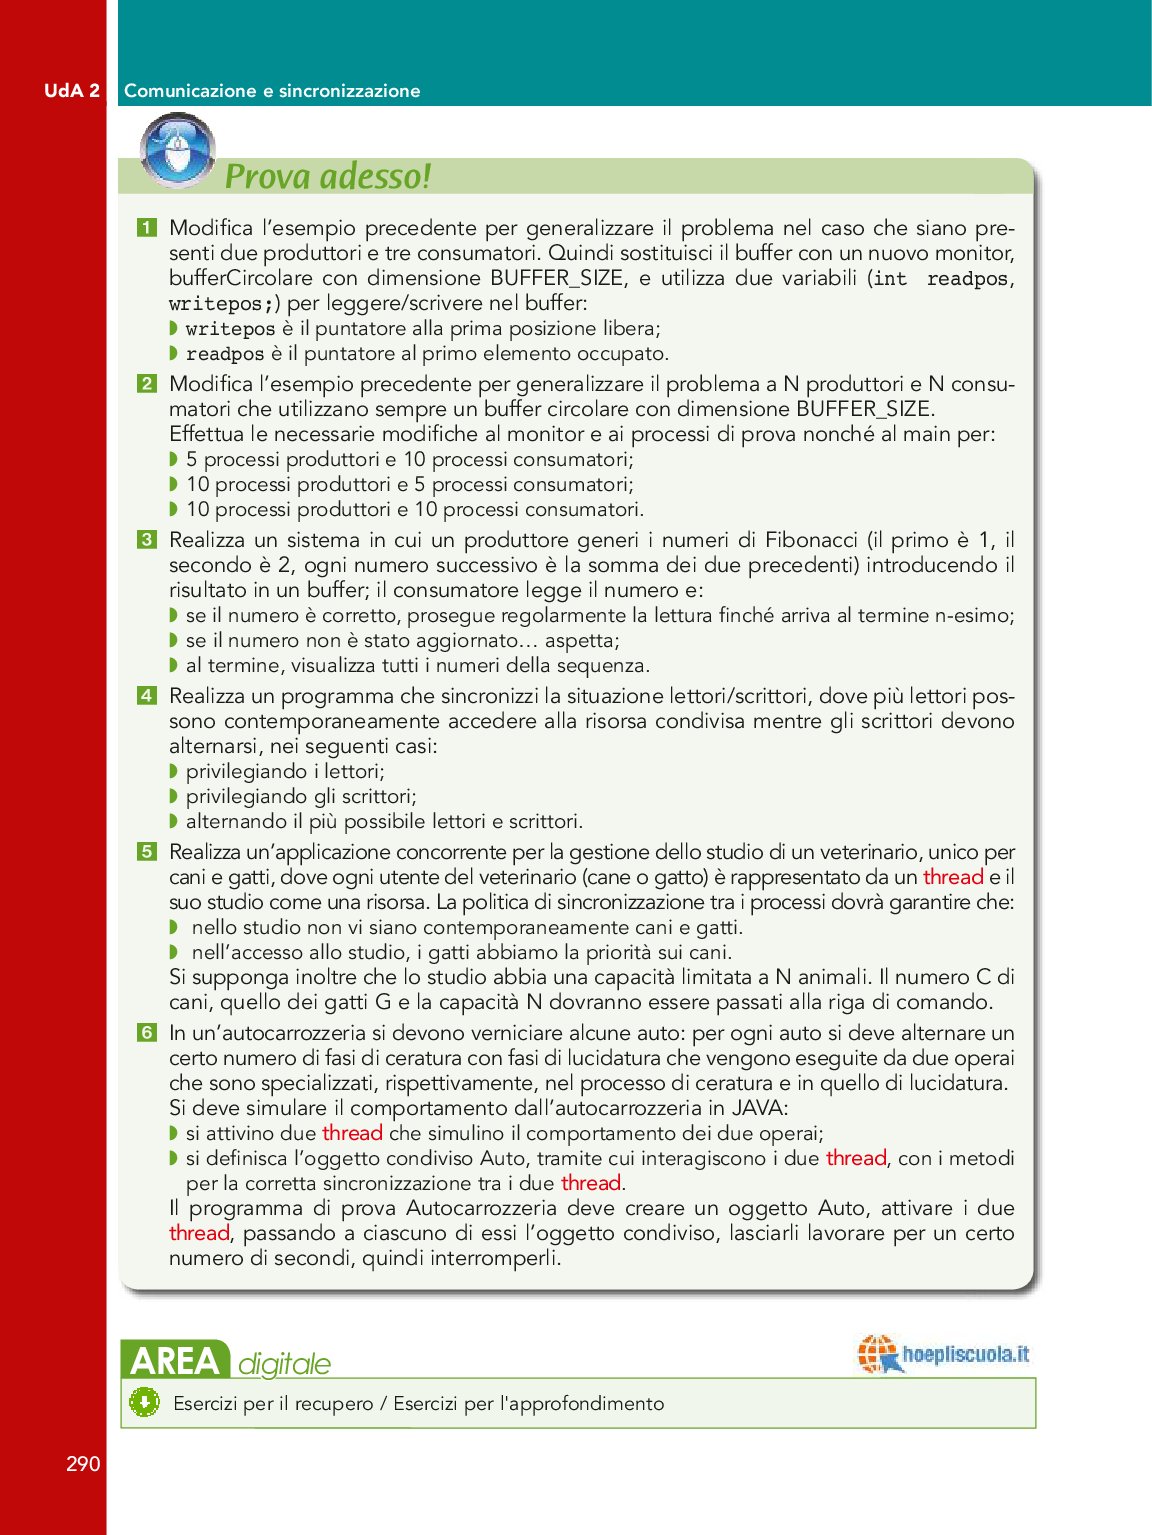 UdA 2 Comunicazione e sincronizzazione
Prova adesso!
1 Modifica l’esempio precedente per generalizzare il problema nel caso che siano pre-
senti due produttori e tre consumatori. Quindi sostituisci il buffer con un nuovo monitor,
bufferCircolare con dimensione BUFFER_SIZE, e utilizza due variabili (int readpos,
writepos;) per leggere/scrivere nel buffer:
◗ writepos è il puntatore alla prima posizione libera;
◗ readpos è il puntatore al primo elemento occupato.
2 Modifica l’esempio precedente per generalizzare il problema a N produttori e N consu-
matori che utilizzano sempre un buffer circolare con dimensione BUFFER_SIZE.
Effettua le necessarie modifiche al monitor e ai processi di prova nonché al main per:
◗ 5 processi produttori e 10 processi consumatori;
◗ 10 processi produttori e 5 processi consumatori;
◗ 10 processi produttori e 10 processi consumatori.
3 Realizza un sistema in cui un produttore generi i numeri di Fibonacci (il primo è 1, il
secondo è 2, ogni numero successivo è la somma dei due precedenti) introducendo il
risultato in un buffer; il consumatore legge il numero e:
◗ se il numero è corretto, prosegue regolarmente la lettura finché arriva al termine n-esimo;
◗ se il numero non è stato aggiornato… aspetta;
◗ al termine, visualizza tutti i numeri della sequenza.
4 Realizza un programma che sincronizzi la situazione lettori/scrittori, dove più lettori pos-
sono contemporaneamente accedere alla risorsa condivisa mentre gli scrittori devono
alternarsi, nei seguenti casi:
◗ privilegiando i lettori;
◗ privilegiando gli scrittori;
◗ alternando il più possibile lettori e scrittori.
5 Realizza un’applicazione concorrente per la gestione dello studio di un veterinario, unico per
cani e gatti, dove ogni utente del veterinario (cane o gatto) è rappresentato da un thread e il
suo studio come una risorsa. La politica di sincronizzazione tra i processi dovrà garantire che:
◗ nello studio non vi siano contemporaneamente cani e gatti.
◗ nell’accesso allo studio, i gatti abbiamo la priorità sui cani.
Si supponga inoltre che lo studio abbia una capacità limitata a N animali. Il numero C di
cani, quello dei gatti G e la capacità N dovranno essere passati alla riga di comando.
6 In un’autocarrozzeria si devono verniciare alcune auto: per ogni auto si deve alternare un
certo numero di fasi di ceratura con fasi di lucidatura che vengono eseguite da due operai
che sono specializzati, rispettivamente, nel processo di ceratura e in quello di lucidatura.
Si deve simulare il comportamento dall’autocarrozzeria in JAVA:
◗ si attivino due thread che simulino il comportamento dei due operai;
◗ si definisca l’oggetto condiviso Auto, tramite cui interagiscono i due thread, con i metodi
per la corretta sincronizzazione tra i due thread.
Il programma di prova Autocarrozzeria deve creare un oggetto Auto, attivare i due
thread, passando a ciascuno di essi l’oggetto condiviso, lasciarli lavorare per un certo
numero di secondi, quindi interromperli.
AREA digitale
hoepliscuola.it
Esercizi per il recupero / Esercizi per l'approfondimento
290